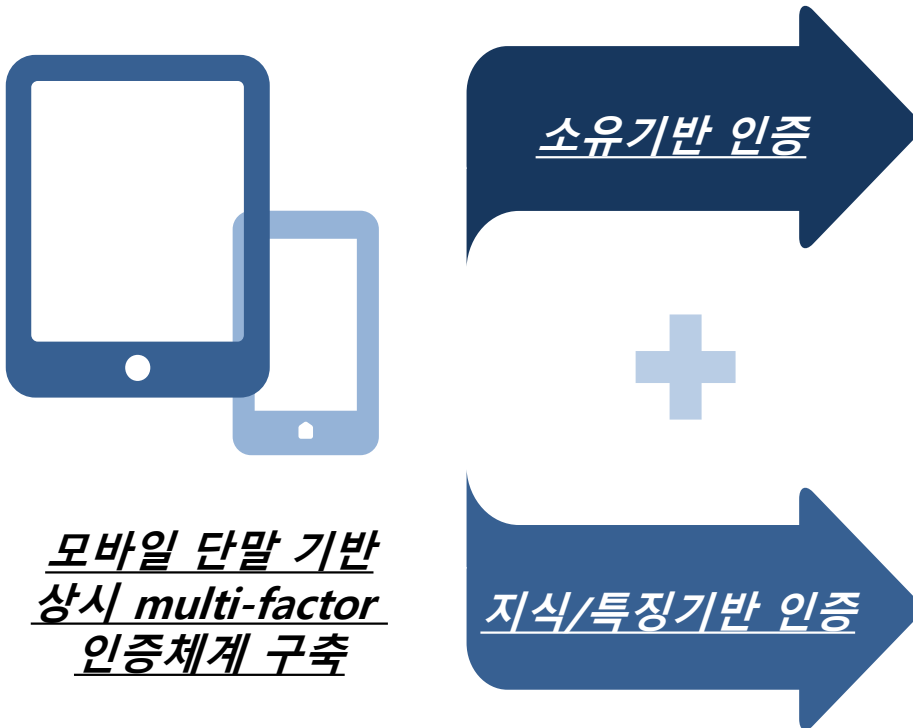 소유기반 인증
모바일 단말 기반
상시 multi-factor
인증체계 구축
지식/특징기반 인증